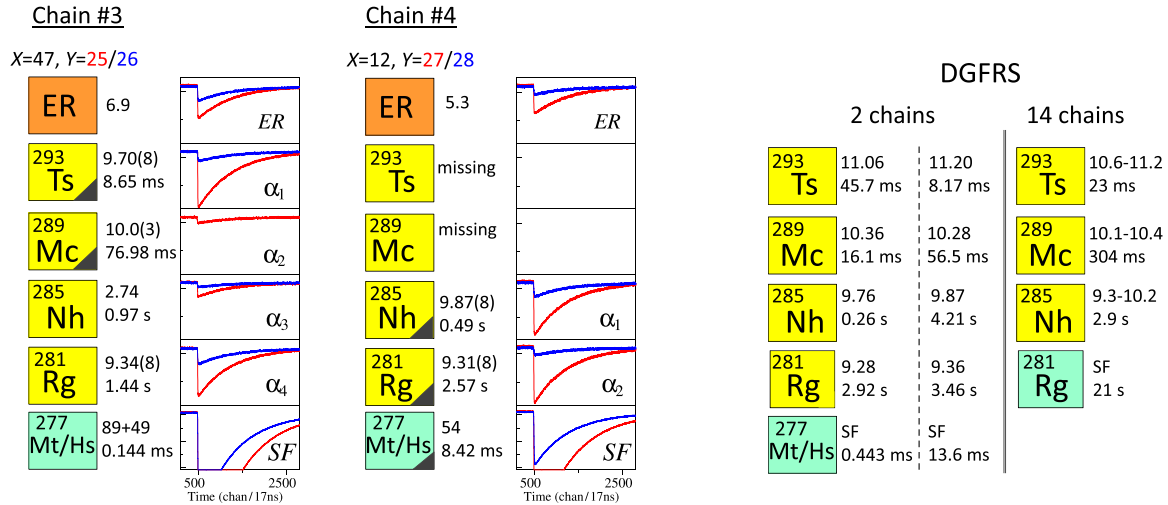 Chain #3
X=47, Y=25/26
ER
6.9
ER
293
Ts
9.70(8)
8.65 ms
α1
289
Mc
10.0(3)
76.98 ms
α2
285
Nh
2.74
0.97 s
α3
281
Rg
9.34(8)
1.44 s
α4
277
Mt/Hs
89+49
0.144 ms
SF
500
2500
Time (chan/17ns)
Chain #4
X=12, Y=27/28
ER
5.3
ER
293
Ts
missing
289
Mc
missing
285
Nh
9.87(8)
0.49 s
α1
281
Rg
9.31(8)
2.57 s
α2
277
Mt/Hs
54
8.42 ms
SF
500
2500
Time (chan/17ns)
DGFRS
2 chains
14 chains
293
Ts
11.06
45.7 ms
11.20
8.17 ms
293
Ts
10.6-11.2
23 ms
289
Mc
10.36
16.1 ms
10.28
56.5 ms
289
Mc
10.1-10.4
304 ms
285
Nh
9.76
0.26 s
9.87
4.21 s
285
Nh
9.3-10.2
2.9 s
281
Rg
9.28
2.92 s
9.36
3.46 s
281
Rg
SF
21 s
277
Mt/Hs
SF
0.443 ms
SF
13.6 ms